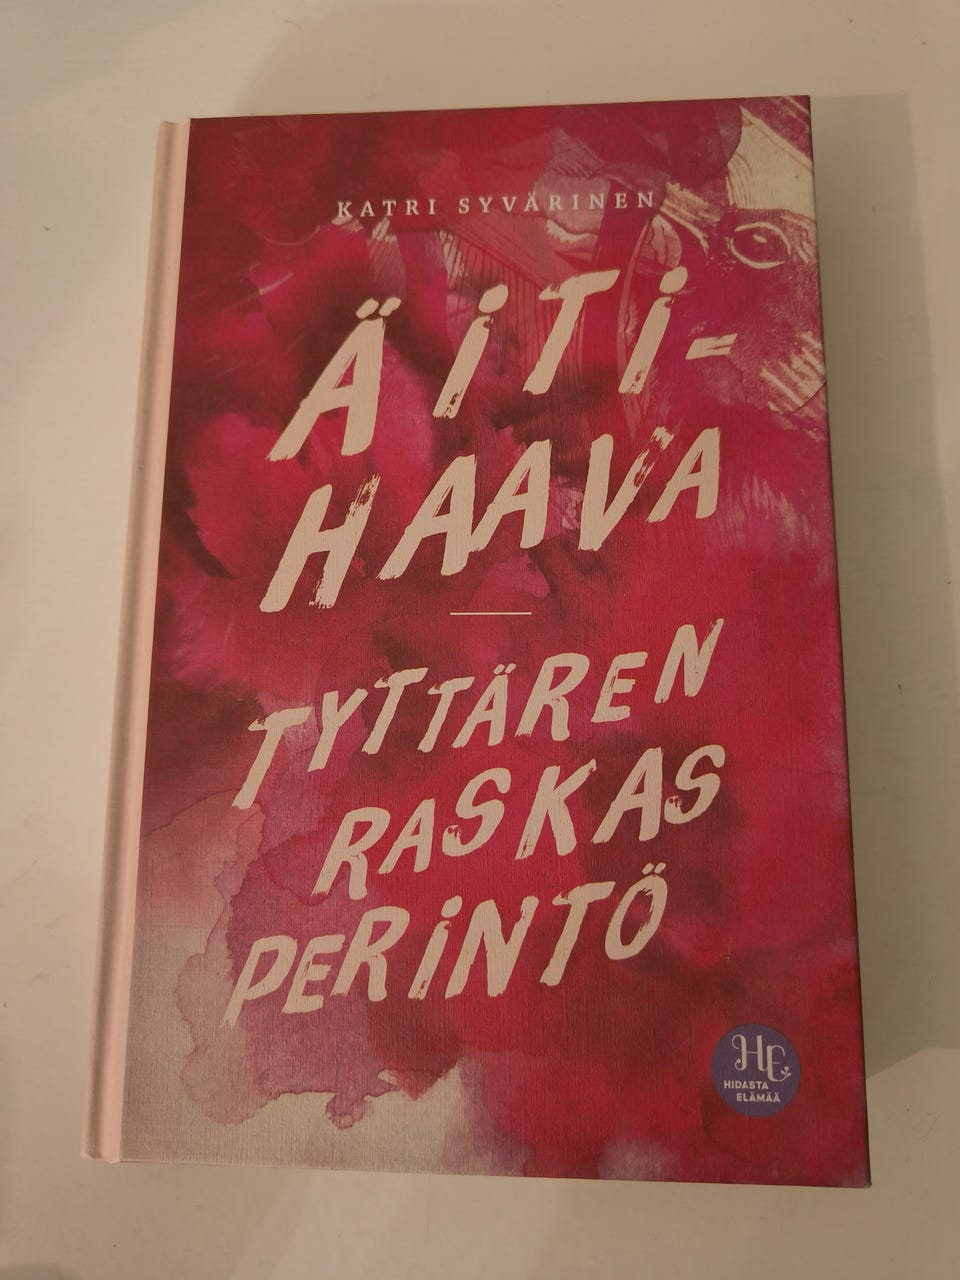 KATRI SYVÄRINEN
ÄITI-
HAAVA
TYTTÄREN
RASKAS
PERINTÖ
HE
HIDASTA
ELÄMÄÄ